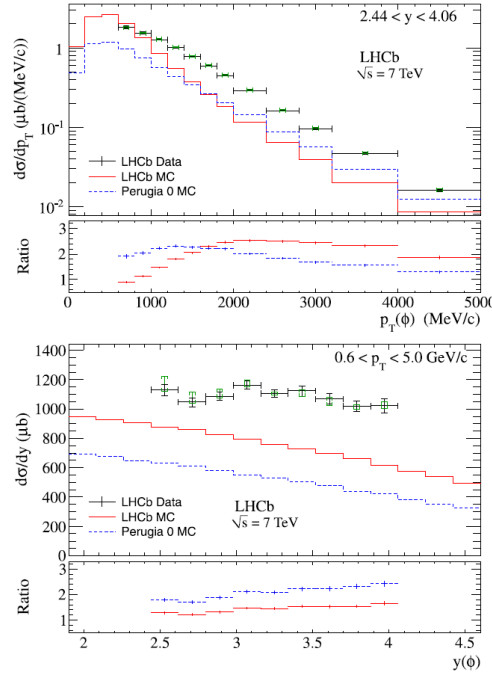 2.44 < y < 4.06
LHCb
√s = 7 TeV
dσ/dp_T (μb/(MeV/c))
1
10⁻¹
10⁻²
LHCb Data
LHCb MC
Perugia 0 MC
Ratio
3
2
1
0 1000 2000 3000 4000 5000
p_T(ϕ) (MeV/c)
0.6 < p_T < 5.0 GeV/c
dσ/dy (μb)
1400
1200
1000
800
600
400
200
0
LHCb Data
LHCb MC
Perugia 0 MC
LHCb
√s = 7 TeV
Ratio
3
2
1
2 2.5 3 3.5 4 4.5
y(ϕ)